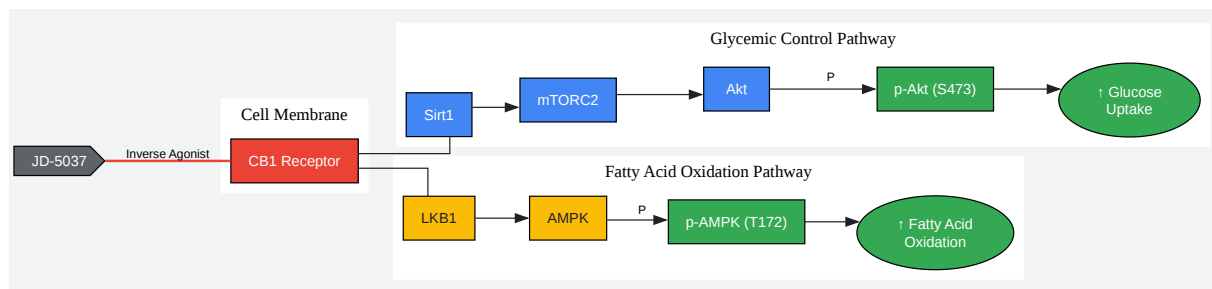 Glycemic Control Pathway
Sirt1
mTORC2
Akt
P
p-Akt (S473)
↑ Glucose
Uptake
Cell Membrane
JD-5037
Inverse Agonist
CB1 Receptor
Fatty Acid Oxidation Pathway
LKB1
AMPK
P
p-AMPK (T172)
↑ Fatty Acid
Oxidation